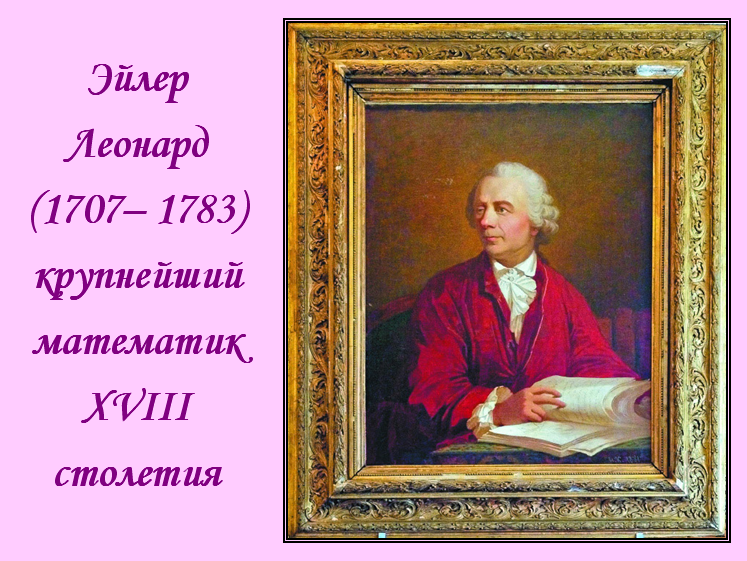 Эйлер
Леонард
(1707– 1783)
крупнейший
математик
XVIII
столетия